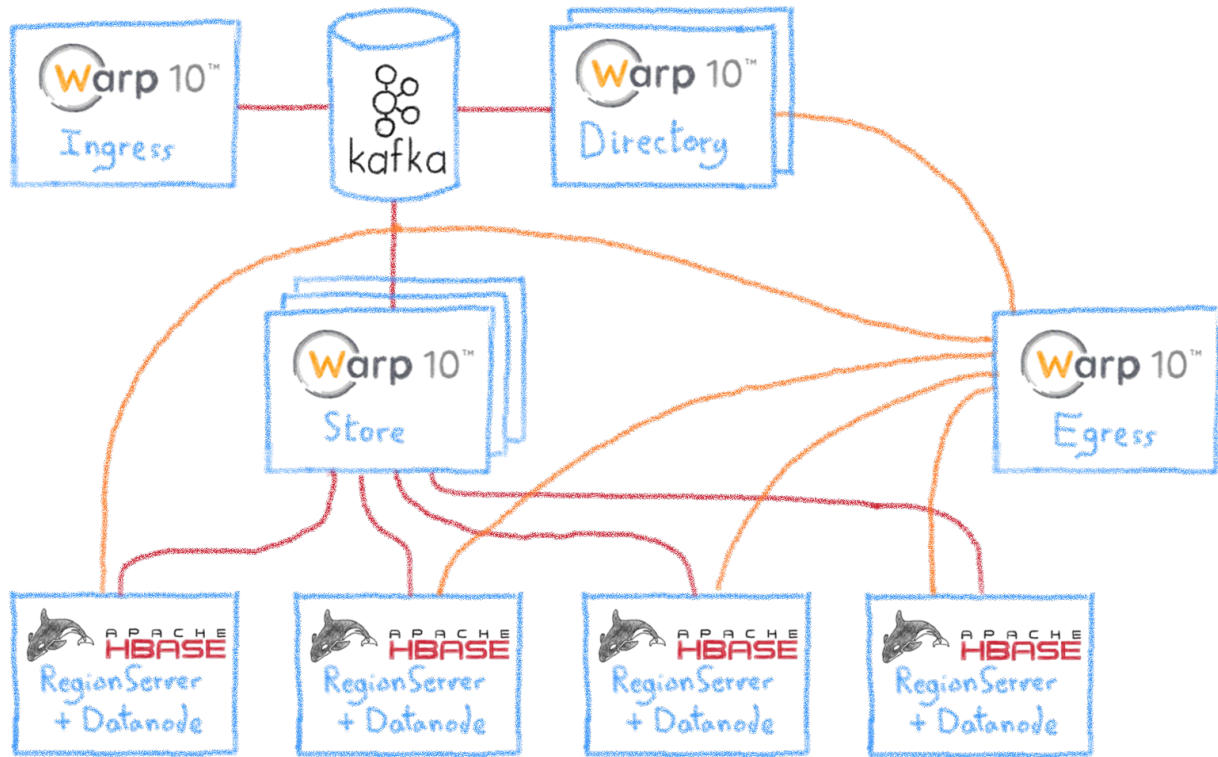 Warp 10™
Ingress
kafka
Warp 10™
Directory
Warp 10™
Store
Warp 10™
Egress
APACHE
HBASE
RegionServer
+ Datanode
APACHE
HBASE
RegionServer
+ Datanode
APACHE
HBASE
RegionServer
+ Datanode
APACHE
HBASE
RegionServer
+ Datanode